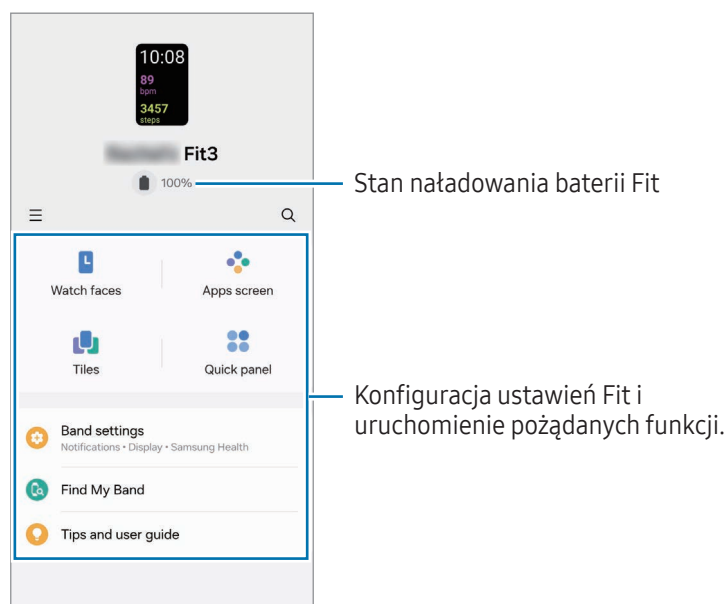 10:08
89
bpm
3457
steps
Fit3
100%
Stan naładowania baterii Fit
Watch faces
Apps screen
Tiles
Quick panel
Konfiguracja ustawień Fit i
uruchomienie pożądanych funkcji.
Band settings
Notifications • Display • Samsung Health
Find My Band
Tips and user guide